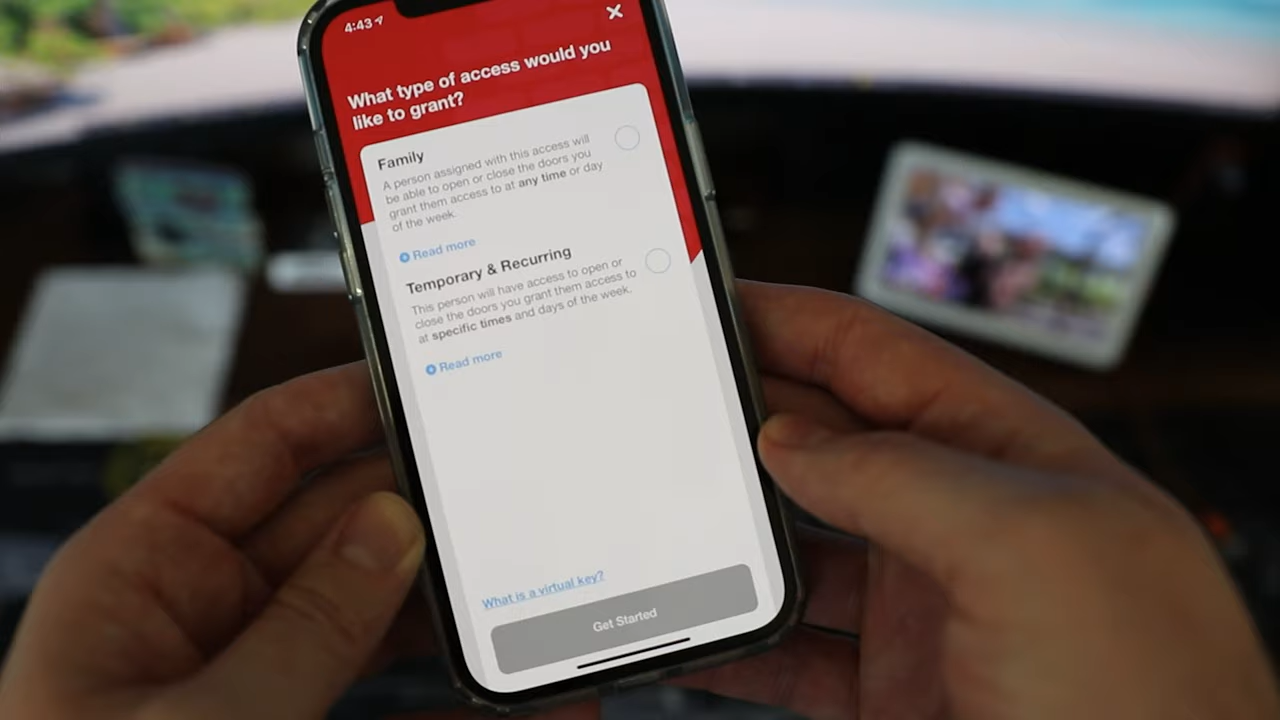 4:43
What type of access would you
like to grant?
Family
A person assigned with this access will
be able to open or close the doors you
grant them access to at any time or day
of the week.
Read more
Temporary & Recurring
This person will have access to open or
close the doors you grant them access to
at specific times and days of the week.
Read more
What is a virtual key?
Get Started